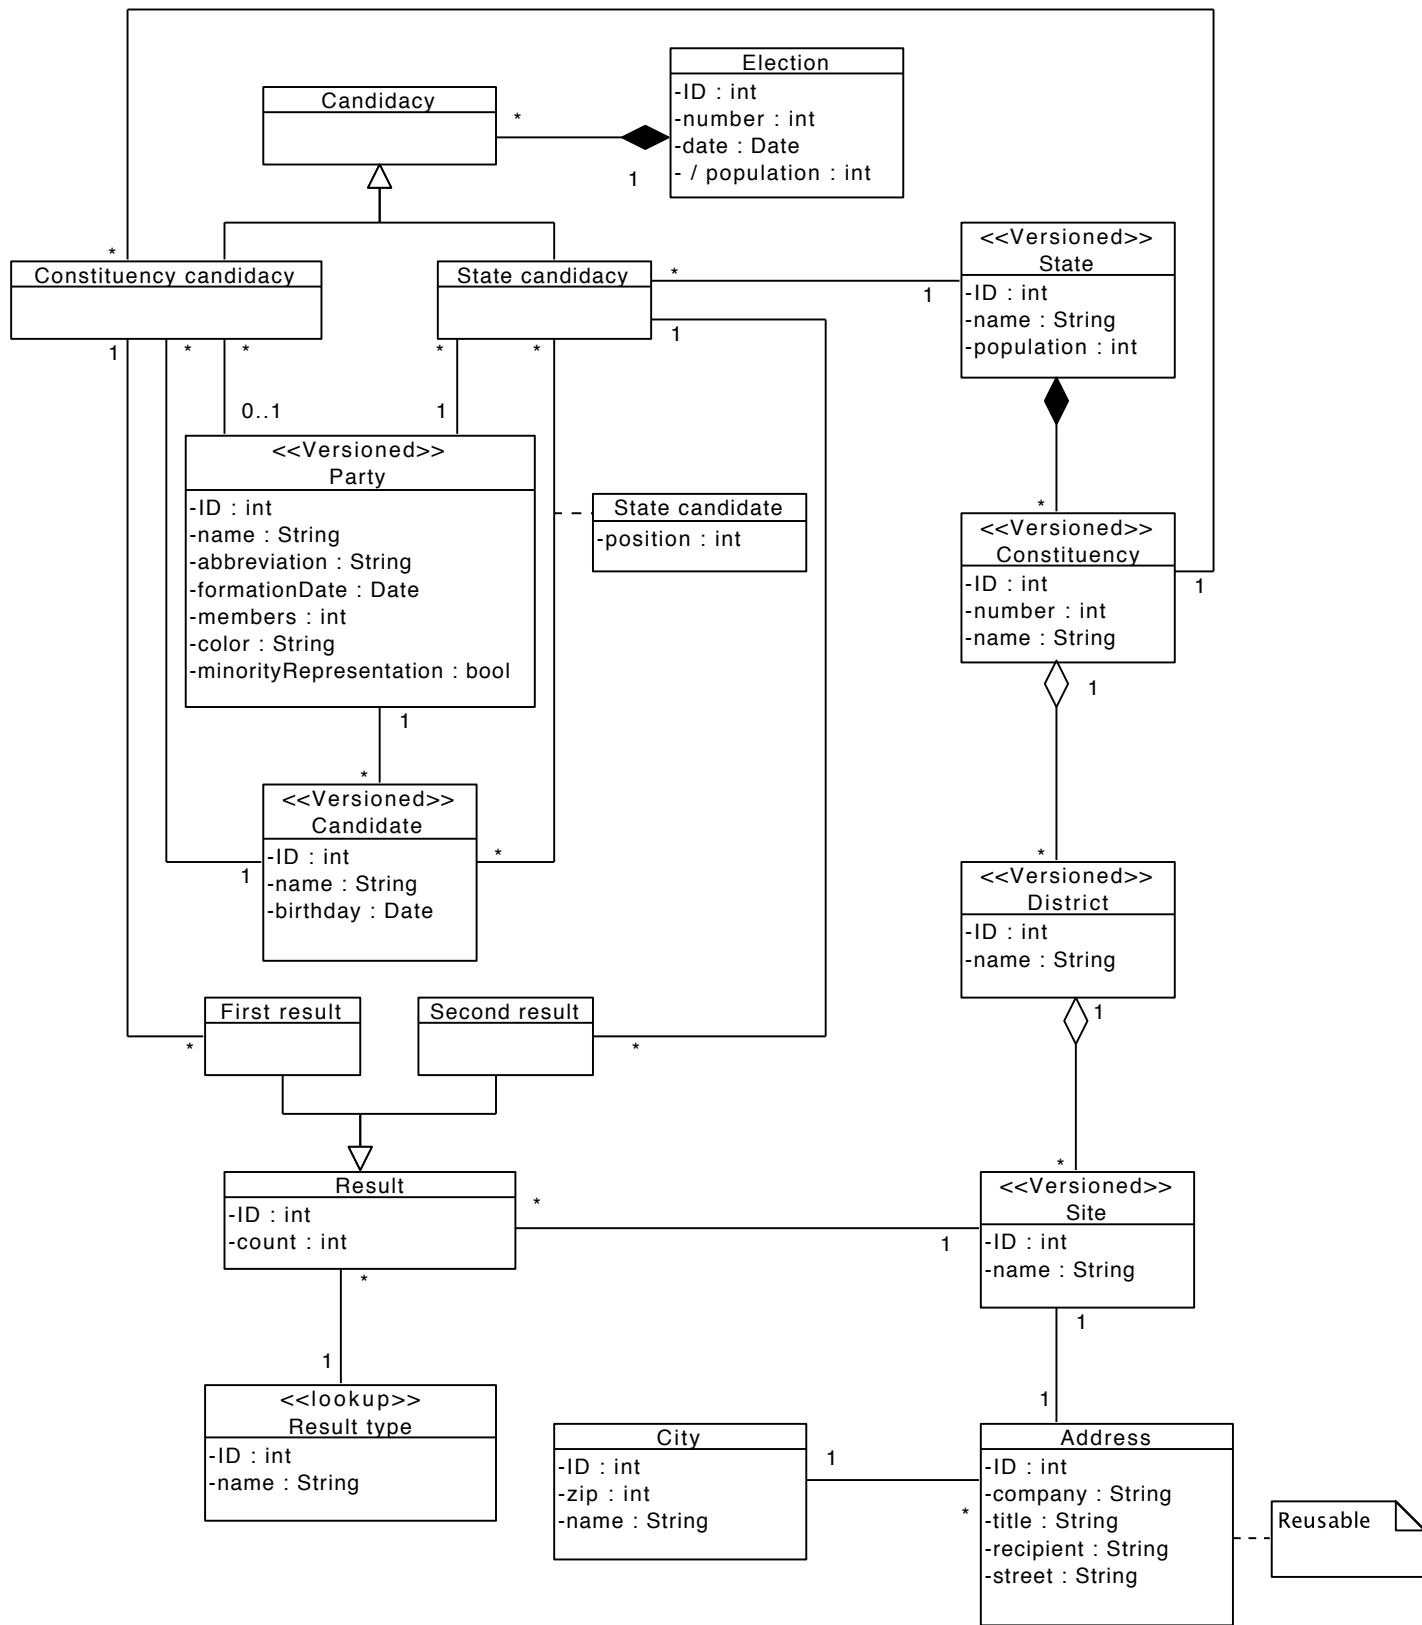 Election
-ID : int
-number : int
-date : Date
- / population : int
Candidacy
*
1
<<Versioned>>
State
-ID : int
-name : String
-population : int
*
Constituency candidacy
State candidacy
*
1
1
1
*
*
*
*
0..1
1
<<Versioned>>
Party
-ID : int
-name : String
-abbreviation : String
-formationDate : Date
-members : int
-color : String
-minorityRepresentation : bool
State candidate
-position : int
*
<<Versioned>>
Constituency
-ID : int
-number : int
-name : String
1
1
1
*
<<Versioned>>
Candidate
-ID : int
-name : String
-birthday : Date
1
*
*
<<Versioned>>
District
-ID : int
-name : String
1
First result
Second result
*
*
*
<<Versioned>>
Site
-ID : int
-name : String
Result
-ID : int
-count : int
*
1
*
1
1
1
<<lookup>>
Result type
-ID : int
-name : String
City
-ID : int
-zip : int
-name : String
1
*
Address
-ID : int
-company : String
-title : String
-recipient : String
-street : String
Reusable